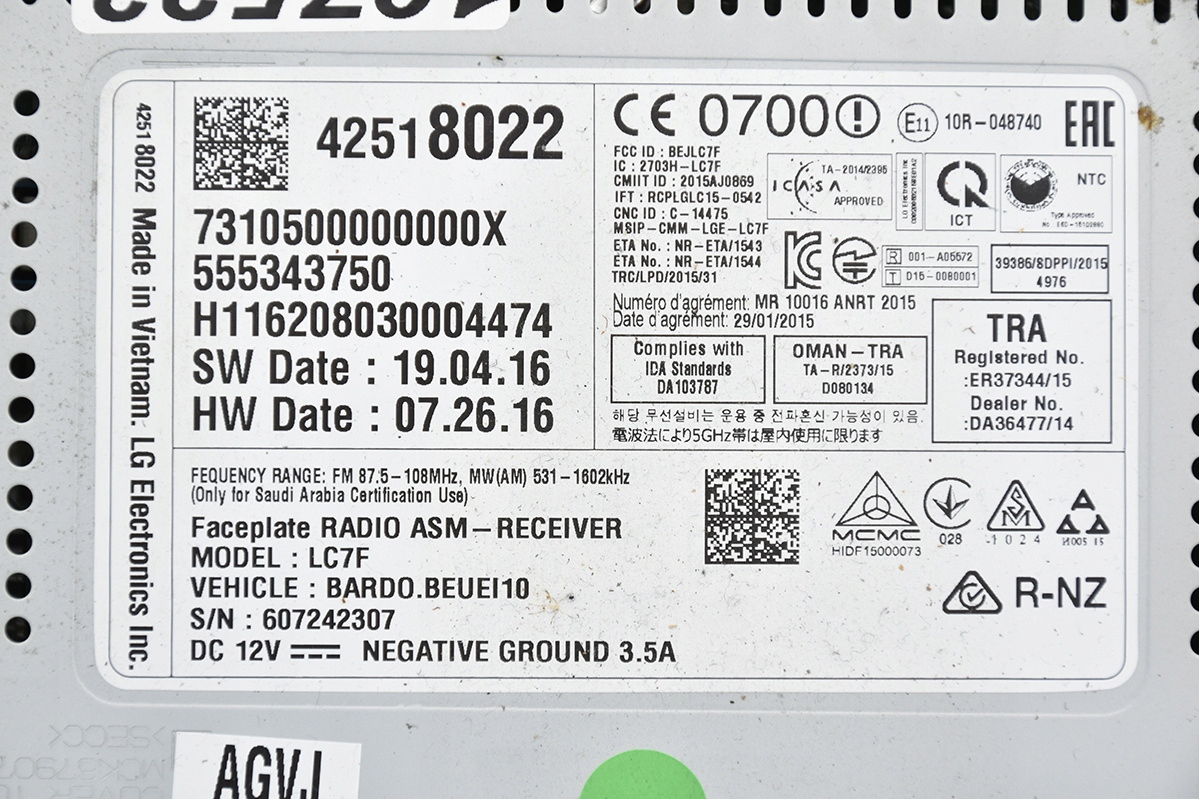 42518022 Made in Vietnam. LG Electronics Inc.
42518022
7310500000000X
555343750
H116208030004474
SW Date : 19.04.16
HW Date : 07.26.16
CE 0700
E11 10R-048740
EAC
FCC ID : BEJLC7F
IC : 2703H-LC7F
CMIIT ID : 2015AJ0869
IFT : RCPLGLC15-0542
CNC ID : C-14475
MSIP-CMM-LGE-LC7F
ETA No. : NR-ETA/1543
ETA No. : NR-ETA/1544
TRC/LPD/2015/31
TA-2014/2395
ICASA
APPROVED
ICT
NTC
Type Approved
R 001-A05572
T D15-0080001
39386/SDPPI/2015
4976
Numéro d'agrément: MR 10016 ANRT 2015
Date d'agrément: 29/01/2015
Complies with
IDA Standards
DA103787
OMAN-TRA
TA-R/2373/15
D080134
TRA
Registered No.
:ER37344/15
Dealer No.
:DA36477/14
해당 무선설비는 운용 중 전파혼신 가능성이 있음.
電波法により5GHz帯は屋内使用に限ります
FEQUENCY RANGE: FM 87.5-108MHz, MW(AM) 531-1602kHz
(Only for Saudi Arabia Certification Use)
Faceplate RADIO ASM-RECEIVER
MODEL : LC7F
VEHICLE : BARDO.BEUEI10
S/N : 607242307
DC 12V NEGATIVE GROUND 3.5A
MCMC
HIDF15000073
028
-1024
R-NZ
>SECC<
AGVJ